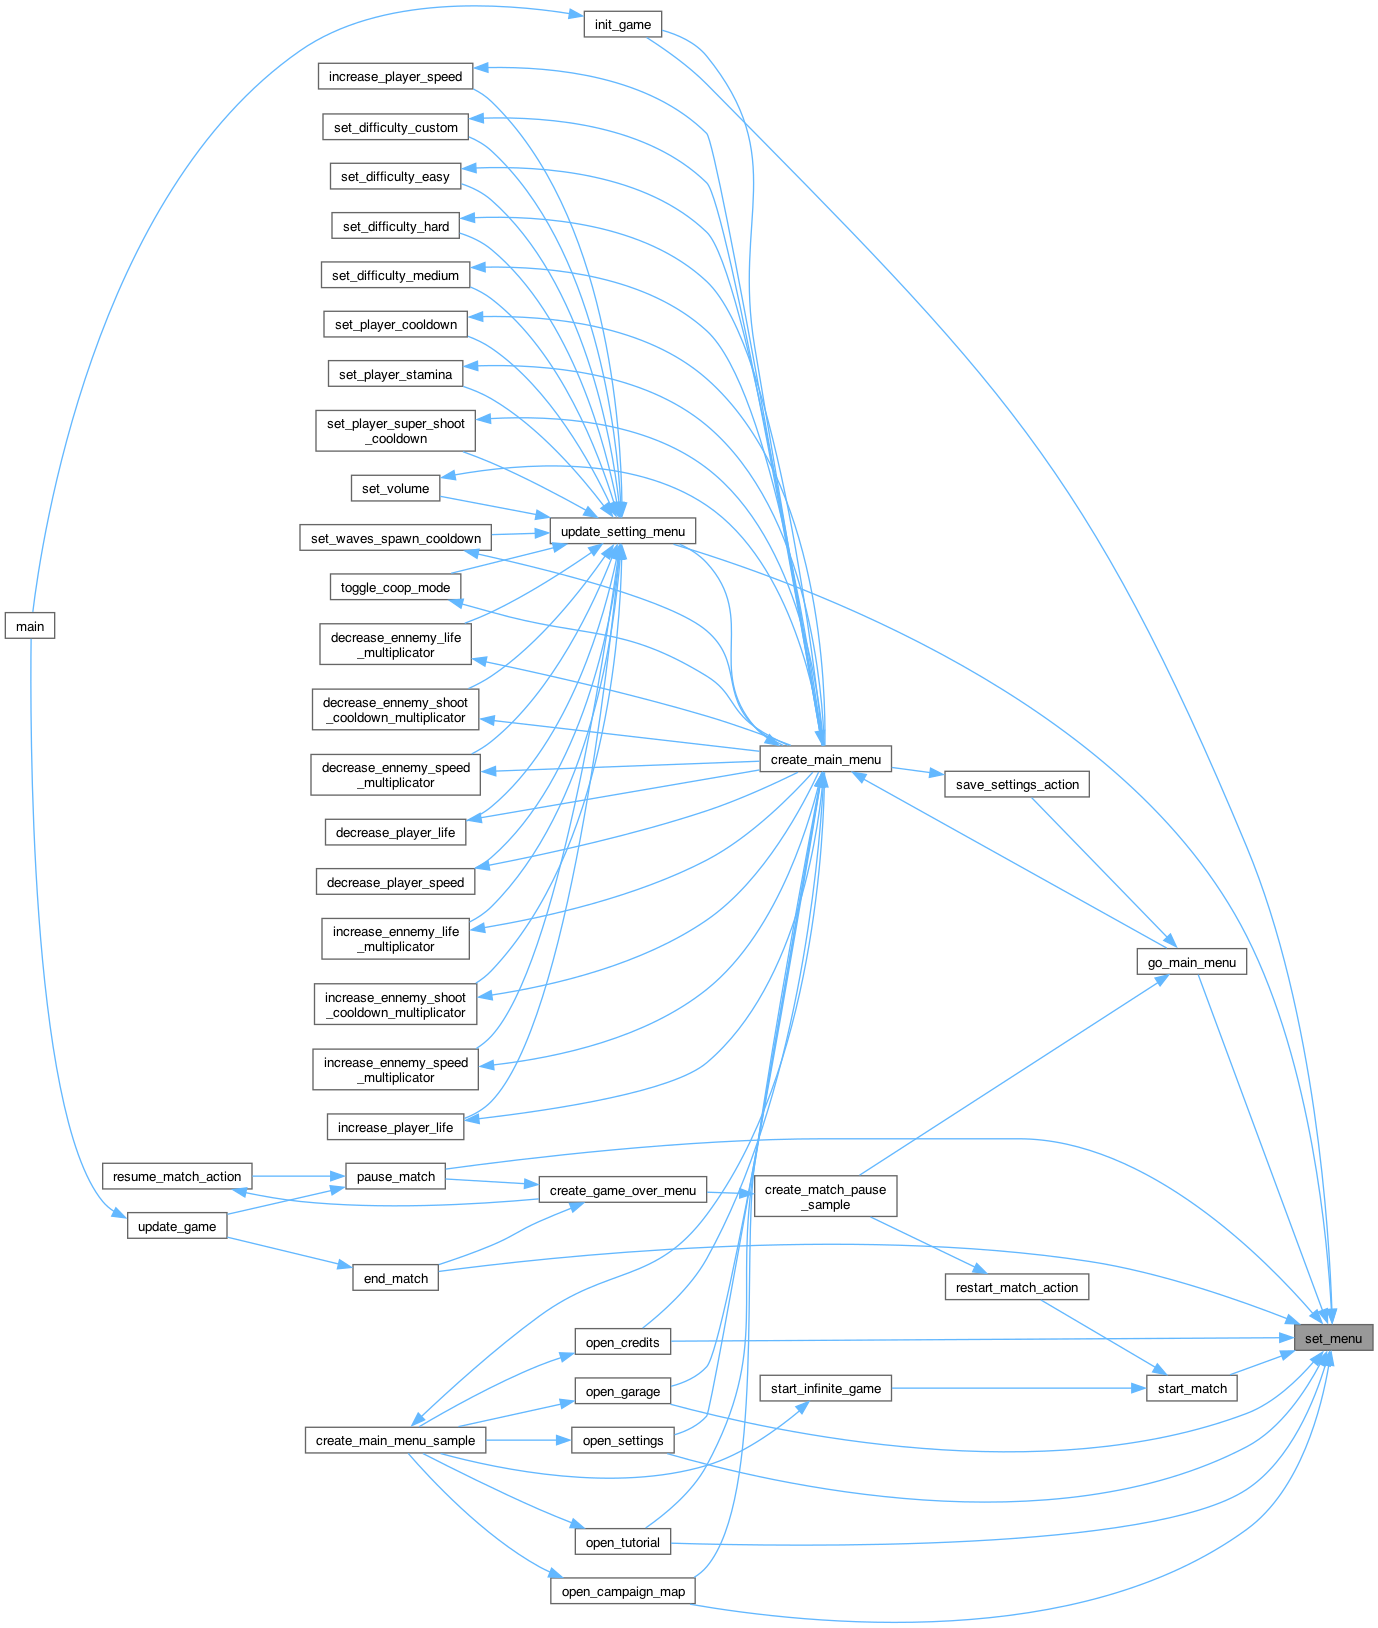 init_game
increase_player_speed
set_difficulty_custom
set_difficulty_easy
set_difficulty_hard
set_difficulty_medium
set_player_cooldown
set_player_stamina
set_player_super_shoot
_cooldown
set_volume
update_setting_menu
set_waves_spawn_cooldown
toggle_coop_mode
main
decrease_ennemy_life
_multiplicator
decrease_ennemy_shoot
_cooldown_multiplicator
create_main_menu
decrease_ennemy_speed
_multiplicator
save_settings_action
decrease_player_life
decrease_player_speed
increase_ennemy_life
_multiplicator
go_main_menu
increase_ennemy_shoot
_cooldown_multiplicator
increase_ennemy_speed
_multiplicator
increase_player_life
resume_match_action
pause_match
create_game_over_menu
create_match_pause
_sample
update_game
end_match
restart_match_action
open_credits
set_menu
open_garage
start_infinite_game
start_match
create_main_menu_sample
open_settings
open_tutorial
open_campaign_map